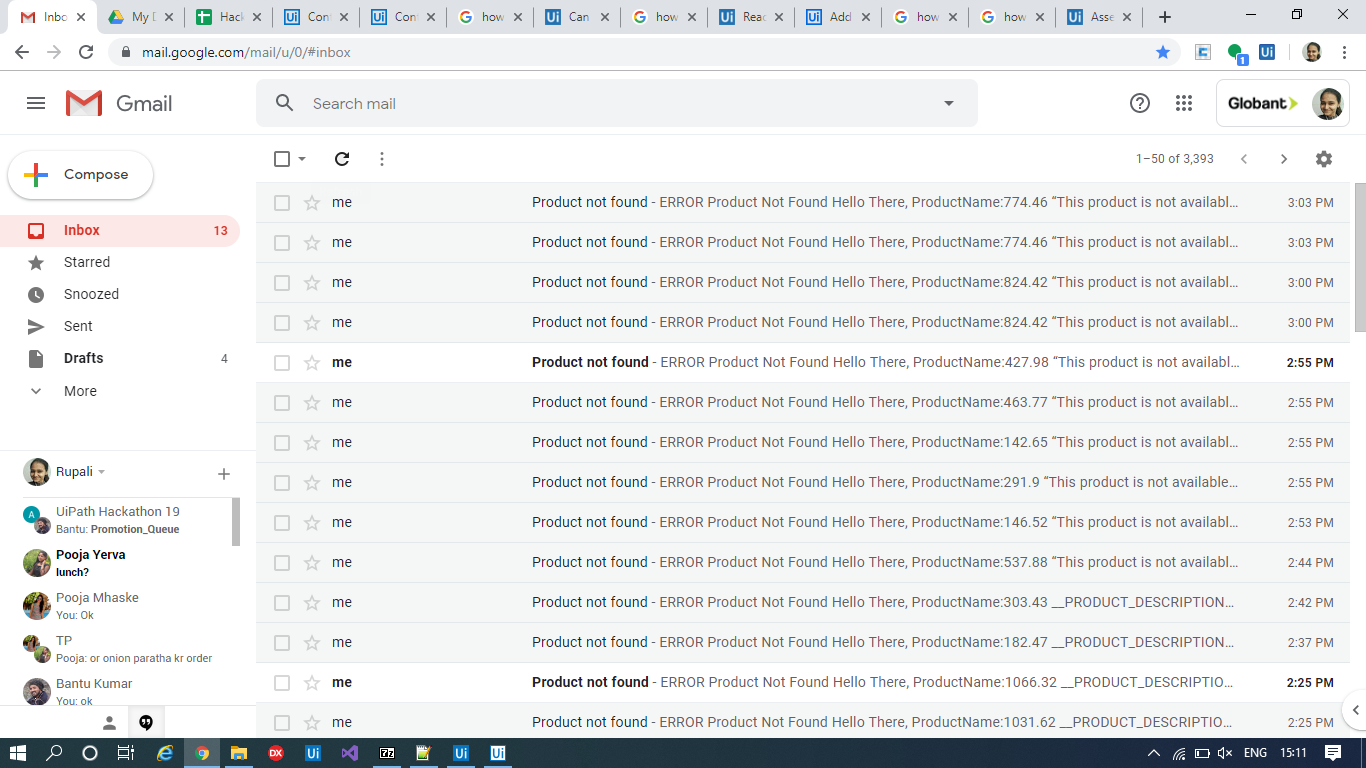 Inbo
My D
Hack
Con
Con
how
Can
how
Reac
Add
how
how
Asse
mail.google.com/mail/u/0/#inbox
1
Ui
Gmail
Search mail
Globant
Compose
1–50 of 3,393
Inbox 13
Starred
Snoozed
Sent
Drafts 4
More
me Product not found - ERROR Product Not Found Hello There, ProductName:774.46 “This product is not availabl... 3:03 PM
me Product not found - ERROR Product Not Found Hello There, ProductName:774.46 “This product is not availabl... 3:03 PM
me Product not found - ERROR Product Not Found Hello There, ProductName:824.42 “This product is not availabl... 3:00 PM
me Product not found - ERROR Product Not Found Hello There, ProductName:824.42 “This product is not availabl... 3:00 PM
me Product not found - ERROR Product Not Found Hello There, ProductName:427.98 “This product is not availabl... 2:55 PM
me Product not found - ERROR Product Not Found Hello There, ProductName:463.77 “This product is not availabl... 2:55 PM
me Product not found - ERROR Product Not Found Hello There, ProductName:142.65 “This product is not availabl... 2:55 PM
me Product not found - ERROR Product Not Found Hello There, ProductName:291.9 “This product is not available... 2:55 PM
me Product not found - ERROR Product Not Found Hello There, ProductName:146.52 “This product is not availabl... 2:53 PM
me Product not found - ERROR Product Not Found Hello There, ProductName:537.88 “This product is not availabl... 2:44 PM
me Product not found - ERROR Product Not Found Hello There, ProductName:303.43 __PRODUCT_DESCRIPTION... 2:42 PM
me Product not found - ERROR Product Not Found Hello There, ProductName:182.47 __PRODUCT_DESCRIPTION... 2:37 PM
me Product not found - ERROR Product Not Found Hello There, ProductName:1066.32 __PRODUCT_DESCRIPTIO... 2:25 PM
me Product not found - ERROR Product Not Found Hello There, ProductName:1031.62 __PRODUCT_DESCRIPTIO... 2:25 PM
Rupali
A
UiPath Hackathon 19
Bantu: Promotion_Queue
Pooja Yerva
lunch?
Pooja Mhaske
You: Ok
TP
Pooja: or onion paratha kr order
Bantu Kumar
You: ok
DX
Ui
7z
Ui
Ui
ENG 15:11